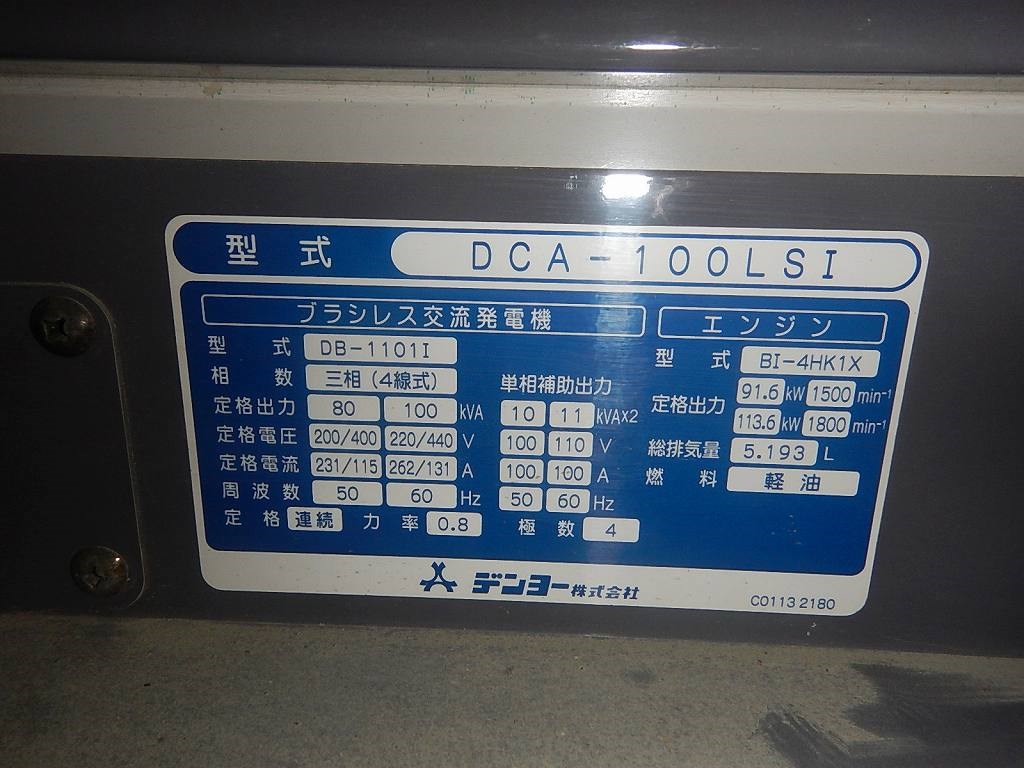 型式 DCA-100LSI
ブラシレス交流発電機
型式 DB-1101I
相数 三相(4線式)
定格出力 80 100 kVA
定格電圧 200/400 220/440 V
定格電流 231/115 262/131 A
周波数 50 60 Hz
定格 連続 力率 0.8 極数 4
単相補助出力
10 11 kVA×2
100 110 V
100 100 A
50 60 Hz
エンジン
型式 BI-4HK1X
定格出力 91.6 kW 1500 min⁻¹
113.6 kW 1800 min⁻¹
総排気量 5.193 L
燃料 軽油
デンヨー株式会社
C01132180